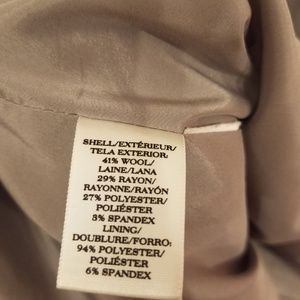 SHELL/EXTÉRIEUR/
TELA EXTERIOR:
41% WOOL/
LAINE/LANA
29% RAYON/
RAYONNE/RAYÓN
27% POLYESTER/
POLIÉSTER
3% SPANDEX
LINING/
DOUBLURE/FORRO:
94% POLYESTER/
POLIÉSTER
6% SPANDEX